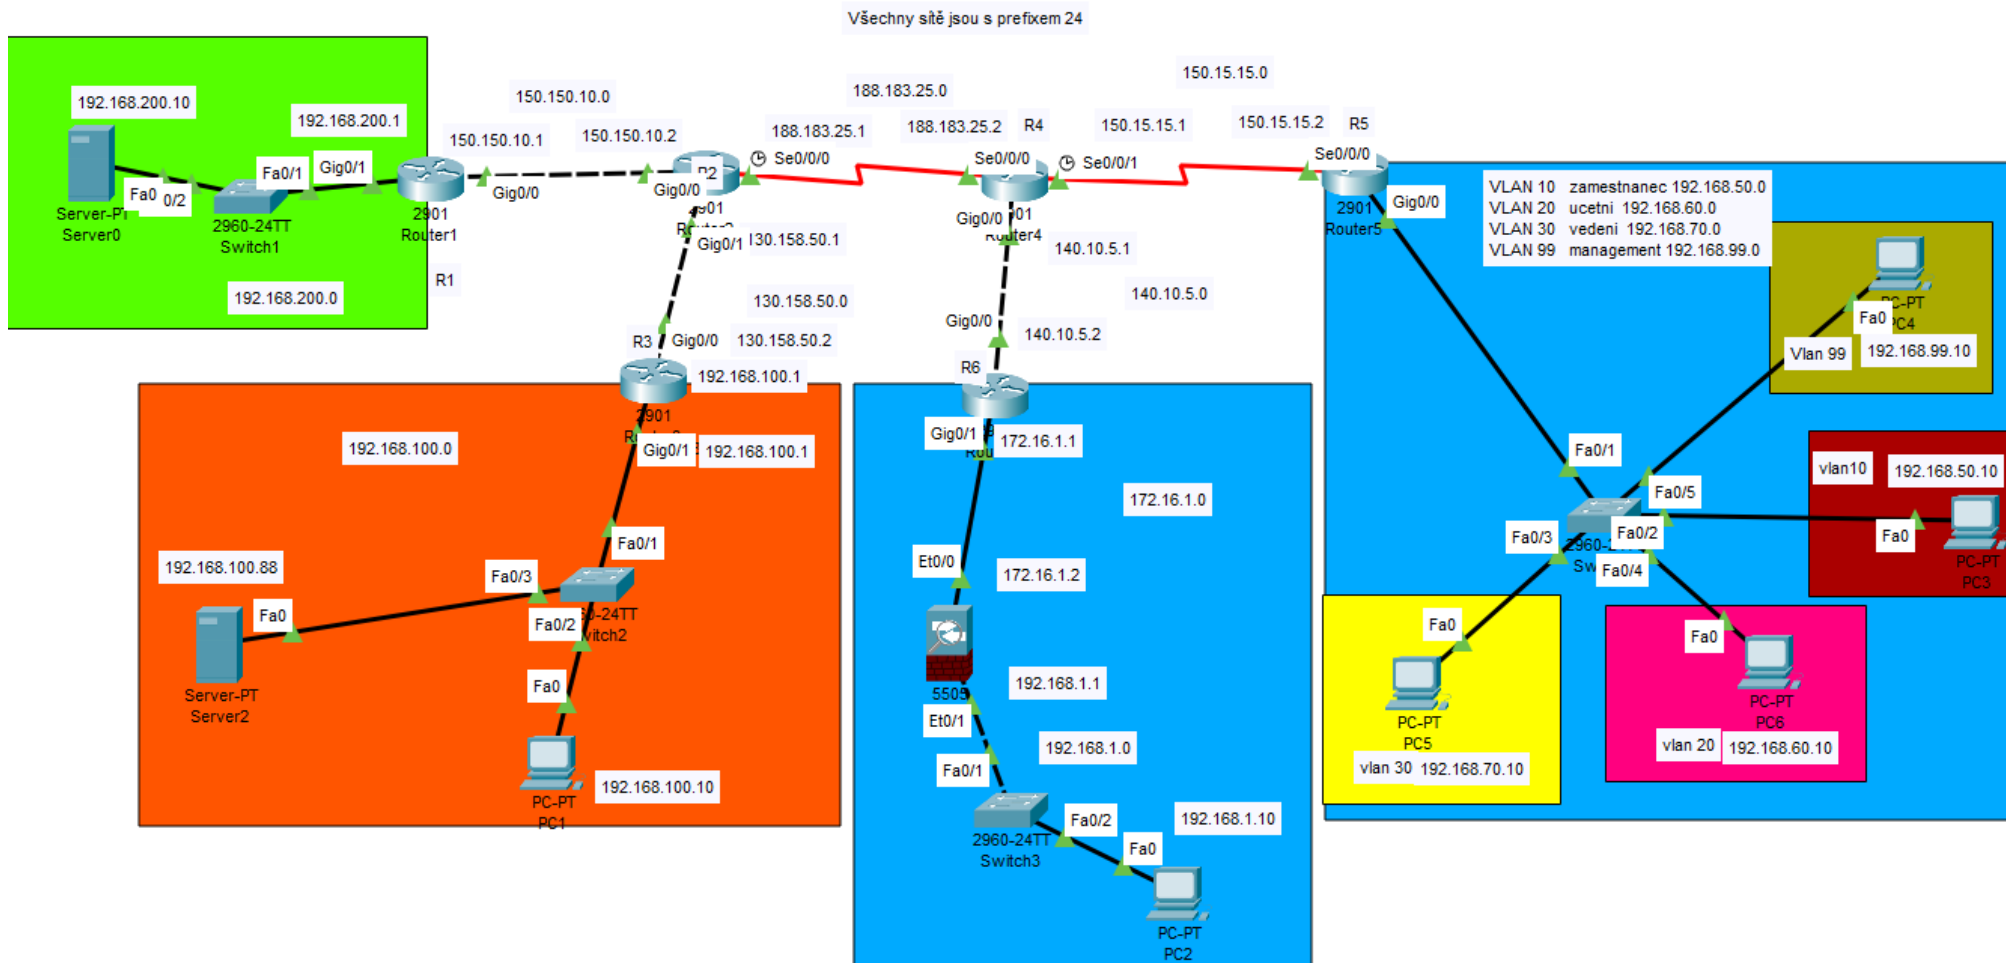 Všechny sítě jsou s prefixem 24
192.168.200.10
192.168.200.1
Fa0/1
Gig0/1
Fa0
0/2
Server-PT
Server0
2960-24TT
Switch1
192.168.200.0
2901
Router1
R1
150.150.10.0
150.150.10.1
150.150.10.2
Gig0/0
Gig0/0
R2
Gig0/1
130.158.50.1
130.158.50.0
188.183.25.0
188.183.25.1
188.183.25.2
Se0/0/0
Se0/0/0
R4
Se0/0/1
Gig0/0
Router4
150.15.15.0
150.15.15.1
150.15.15.2
R5
Se0/0/0
Gig0/0
2901
Router5
140.10.5.1
140.10.5.0
Gig0/0
140.10.5.2
R3
Gig0/0
130.158.50.2
192.168.100.1
2901
Gig0/1
192.168.100.1
192.168.100.0
Fa0/1
192.168.100.88
Fa0/3
Fa0
Fa0/2
Server-PT
Server2
Fa0
PC-PT
PC1
192.168.100.10
R6
Gig0/1
172.16.1.1
172.16.1.0
Et0/0
172.16.1.2
5505
192.168.1.1
Et0/1
192.168.1.0
Fa0/1
2960-24TT
Switch3
Fa0/2
192.168.1.10
Fa0
PC-PT
PC2
VLAN 10 zamestnanec 192.168.50.0
VLAN 20 ucetni 192.168.60.0
VLAN 30 vedeni 192.168.70.0
VLAN 99 management 192.168.99.0
PC-PT
PC4
Fa0
Vlan 99
192.168.99.10
Fa0/1
Fa0/5
Fa0/2
Fa0/3
Fa0/4
vlan10
192.168.50.10
Fa0
PC-PT
PC3
Fa0
PC-PT
PC5
vlan 30
192.168.70.10
Fa0
PC-PT
PC6
vlan 20
192.168.60.10